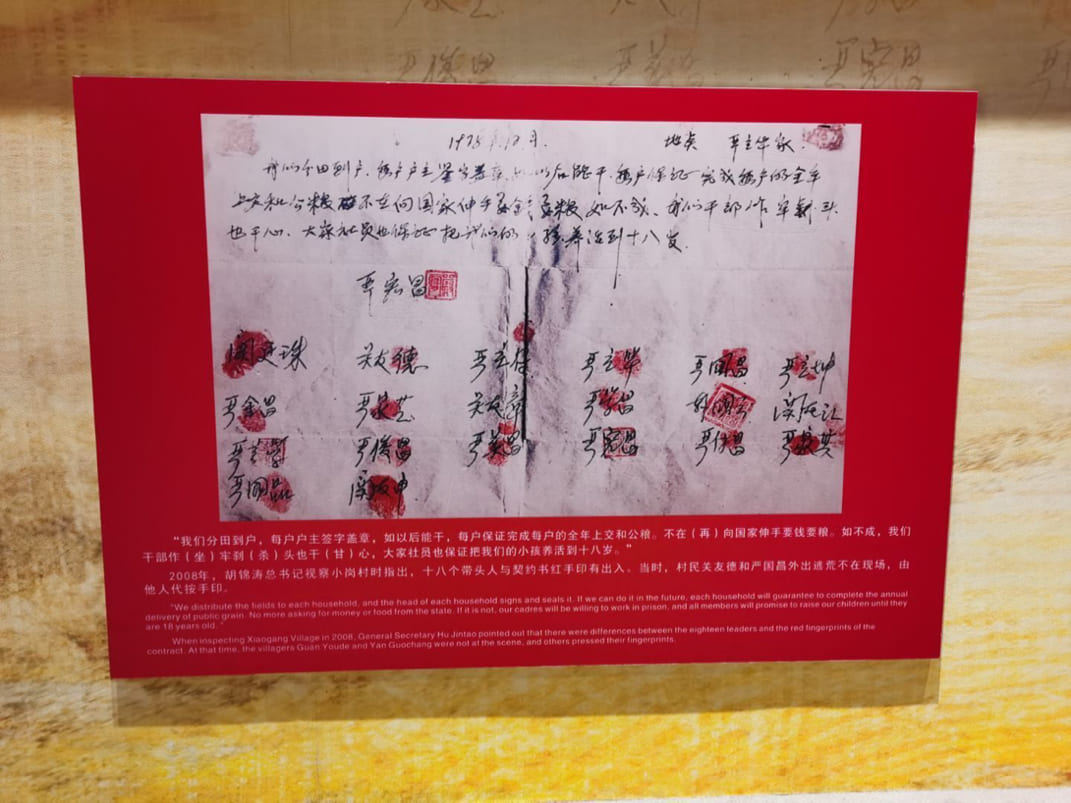 1978年12月. 地点 严立华家
我们分田到户，每户户主签字盖章，如以后能干，每户保证完成每户的全年
上交和公粮 不在向国家伸手要钱要粮，如不成，我们干部作牢剎头
也干心，大家社员也保证把我们的小孩养活到十八岁.
严宏昌
关廷珠 关友德 严立符 严立华 严国昌 严立坤
严金昌 严家芝 关友章 严学昌 韩国云 关友江
严立学 严俊昌 严美昌 严宏昌 严付昌 严家其
严国品 关友申
“我们分田到户，每户户主签字盖章，如以后能干，每户保证完成每户的全年上交和公粮。不在（再）向国家伸手要钱要粮。如不成，我们
干部作（坐）牢刹（杀）头也干（甘）心，大家社员也保证把我们的小孩养活到十八岁。”
2008年，胡锦涛总书记视察小岗村时指出，十八个带头人与契约书红手印有出入。当时，村民关友德和严国昌外出逃荒不在现场，由
他人代按手印。
"We distribute the fields to each household, and the head of each household signs and seals it. If we can do it in the future, each household will guarantee to complete the annual
delivery of public grain. No more asking for money or food from the state. If it is not, our cadres will be willing to work in prison, and all members will promise to raise our children until they
are 18 years old. "
When inspecting Xiaogang Village in 2008, General Secretary Hu Jintao pointed out that there were differences between the eighteen leaders and the red fingerprints of the
contract. At that time, the villagers Guan Youde and Yan Guochang were not at the scene, and others pressed their fingerprints.